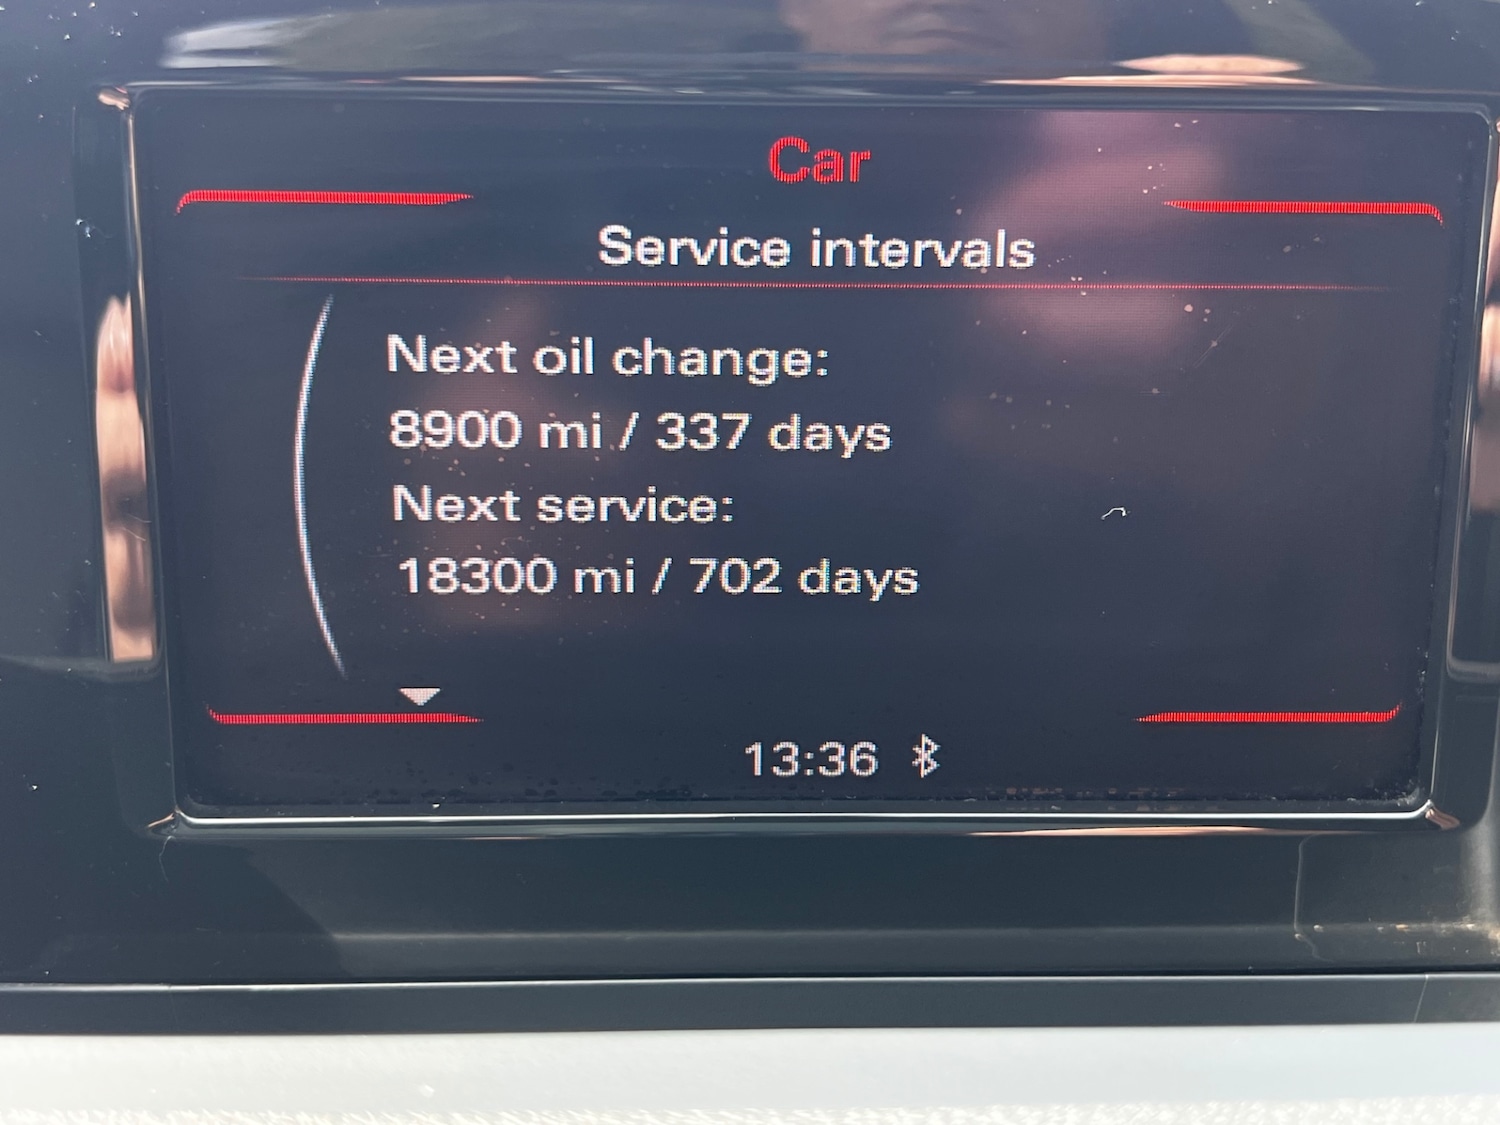 Car
Service intervals
Next oil change:
8900 mi / 337 days
Next service:
18300 mi / 702 days
13:36